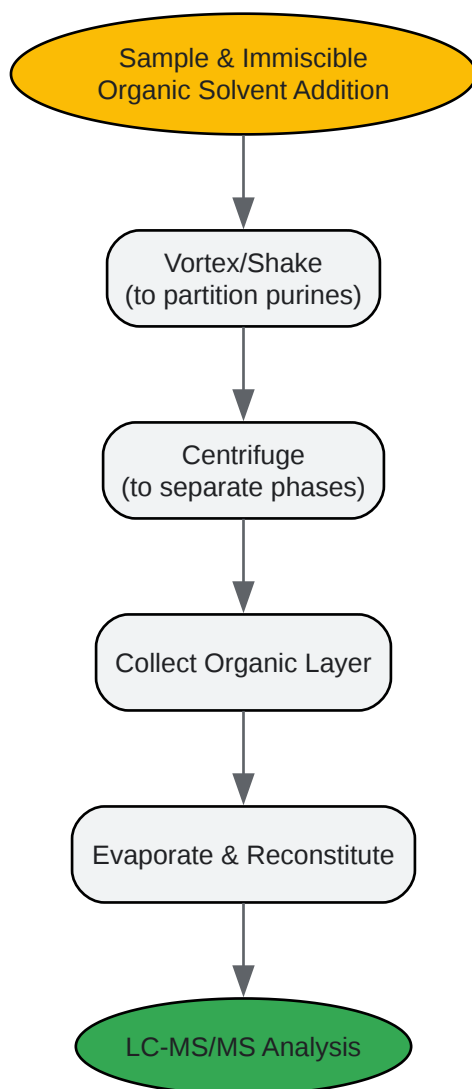 Sample & Immiscible
Organic Solvent Addition
Vortex/Shake
(to partition purines)
Centrifuge
(to separate phases)
Collect Organic Layer
Evaporate & Reconstitute
LC-MS/MS Analysis